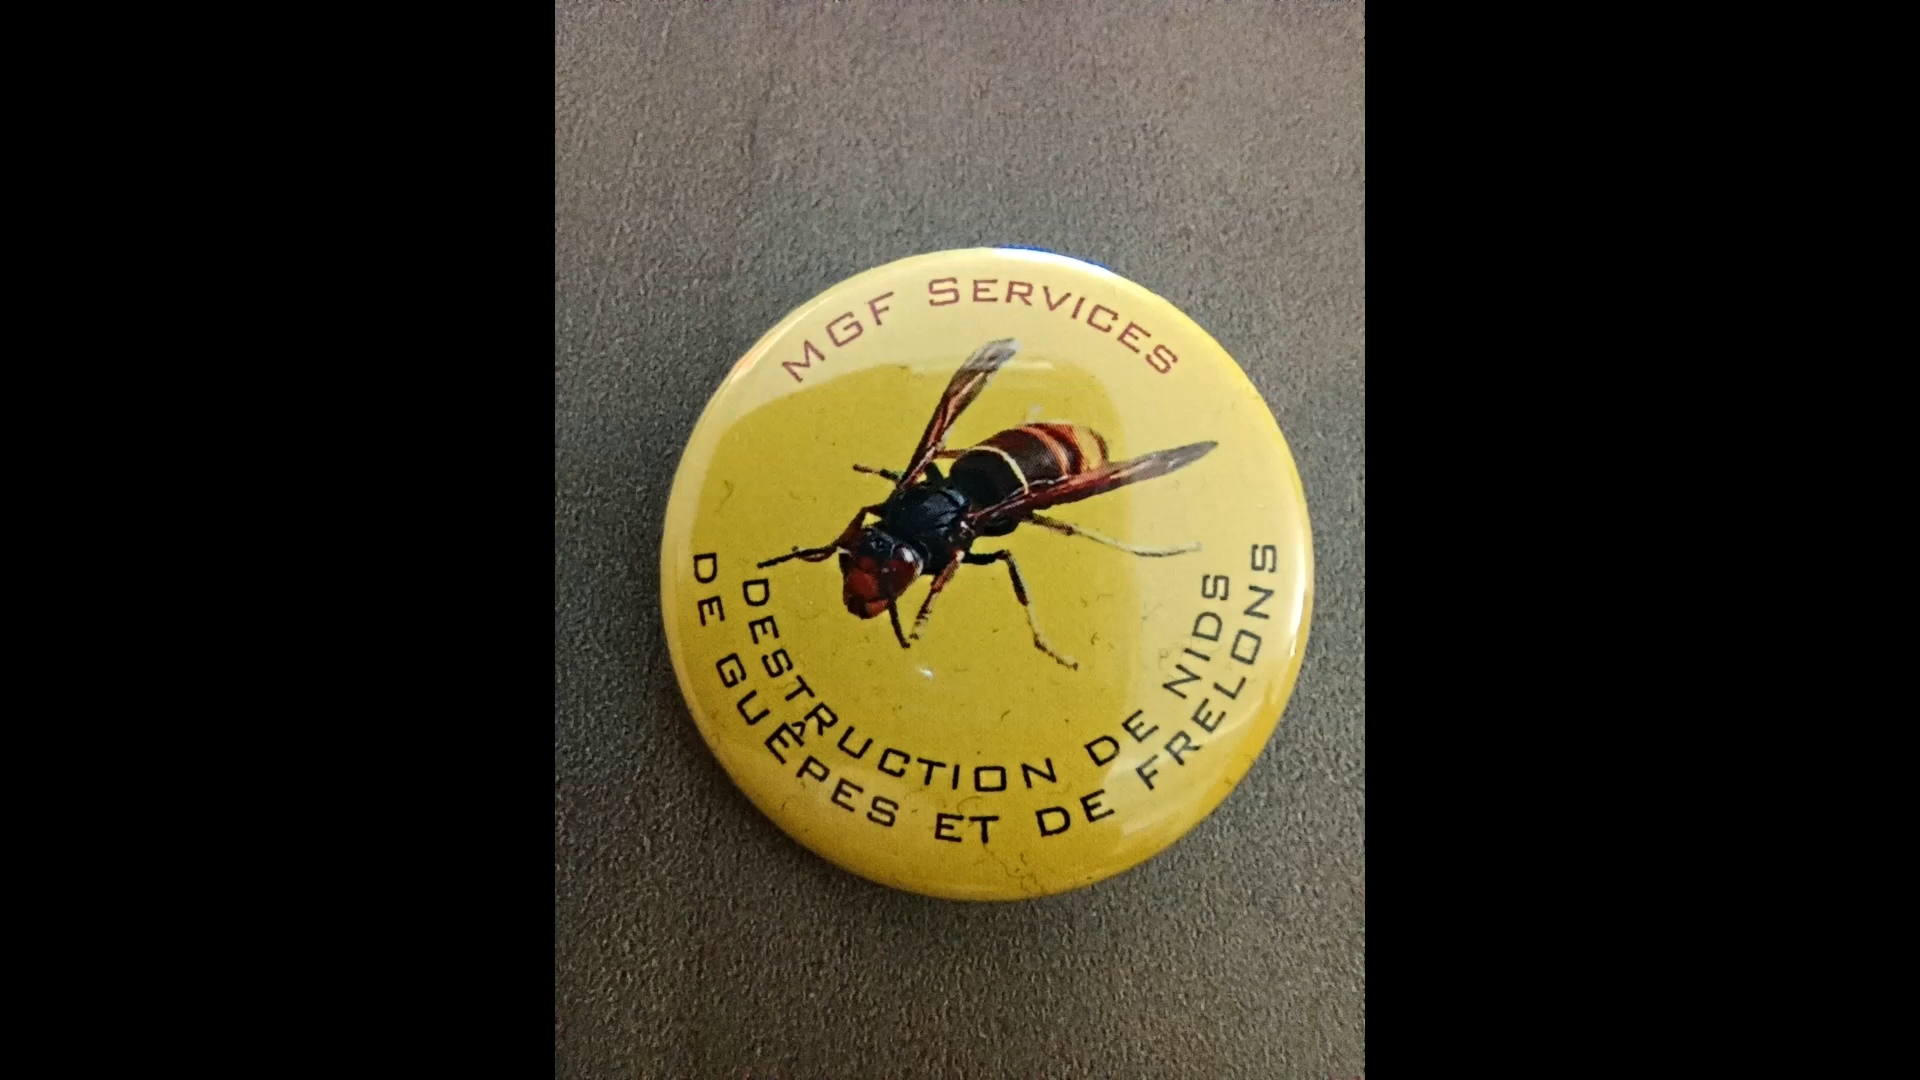 MGF SERVICES
DESTRUCTION DE NIDS
DE GUÊPES ET DE FRELONS